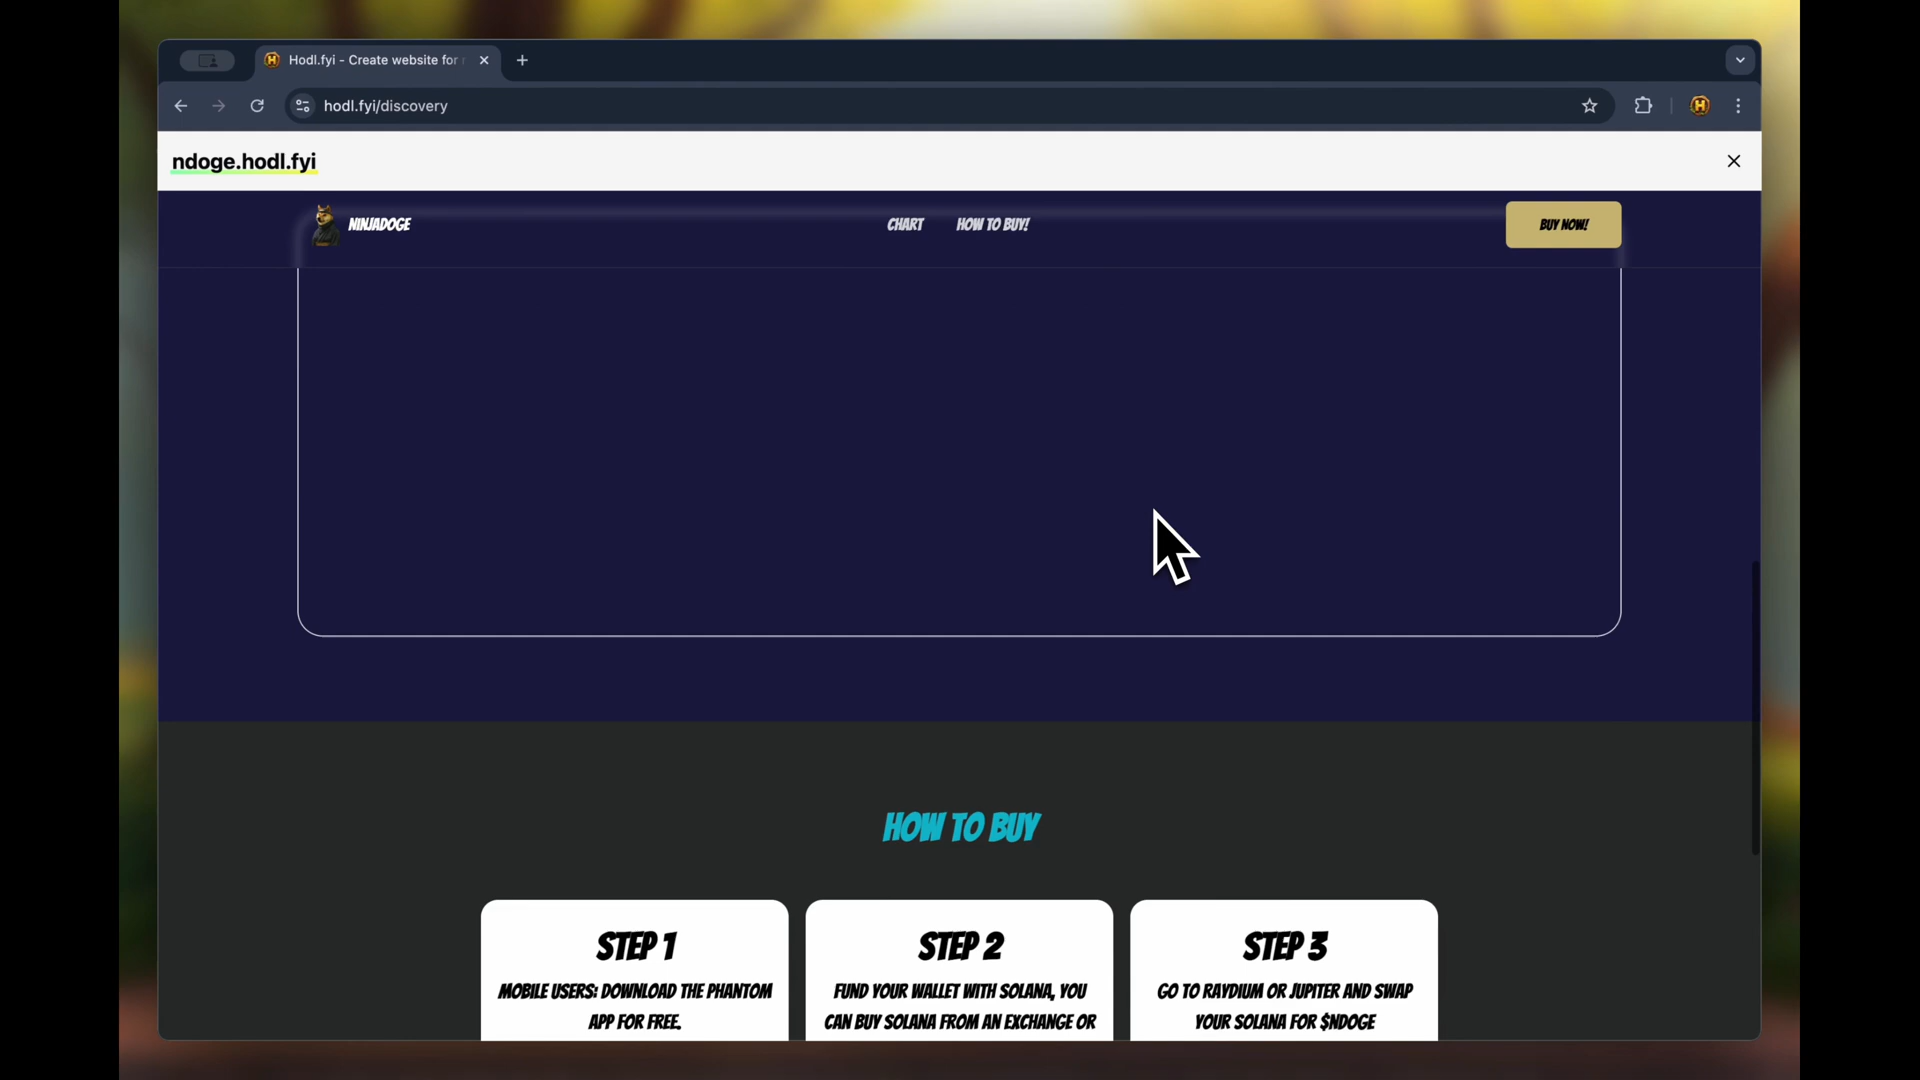 Hodl.fyi - Create website for
hodl.fyi/discovery
ndoge.hodl.fyi
NINJADOGE
CHART
HOW TO BUY!
BUY NOW!
HOW TO BUY
STEP 1
MOBILE USERS: DOWNLOAD THE PHANTOM
APP FOR FREE.
STEP 2
FUND YOUR WALLET WITH SOLANA, YOU
CAN BUY SOLANA FROM AN EXCHANGE OR
STEP 3
GO TO RAYDIUM OR JUPITER AND SWAP
YOUR SOLANA FOR $NDOGE